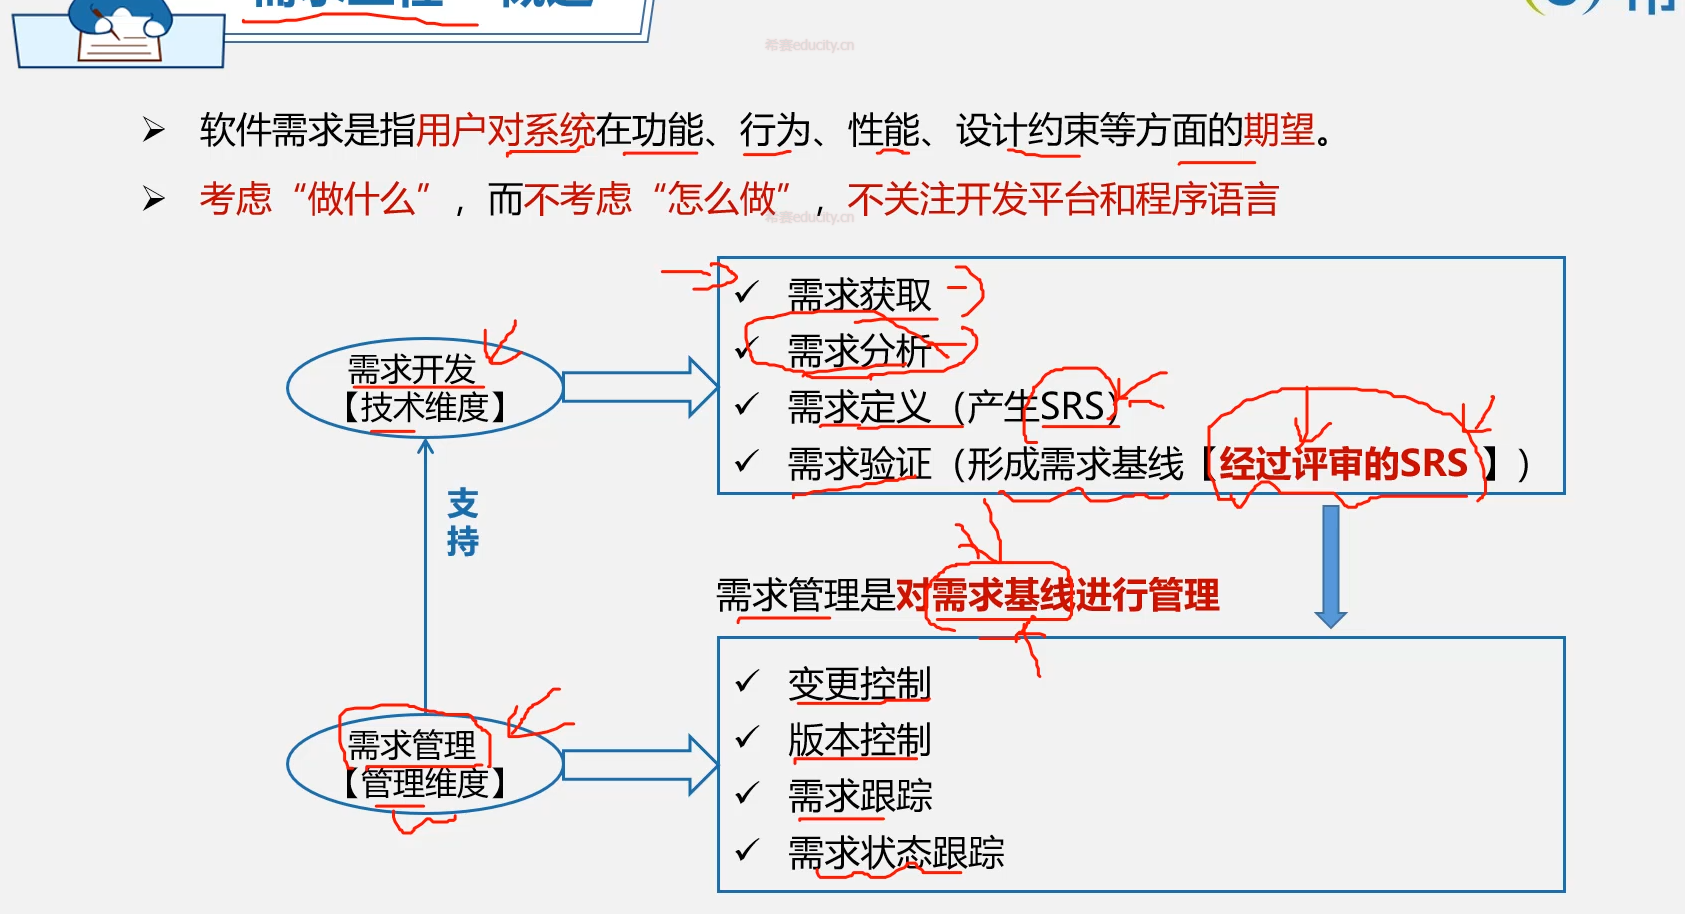 希赛educity.cn
软件需求是指用户对系统在功能、行为、性能、设计约束等方面的期望。
考虑“做什么”，而不考虑“怎么做”，不关注开发平台和程序语言
希赛educity.cn
需求获取
需求分析
需求定义（产生SRS）
需求验证（形成需求基线【经过评审的SRS 】）
需求开发
【技术维度】
支
持
需求管理是对需求基线进行管理
需求管理
【管理维度】
变更控制
版本控制
需求跟踪
需求状态跟踪